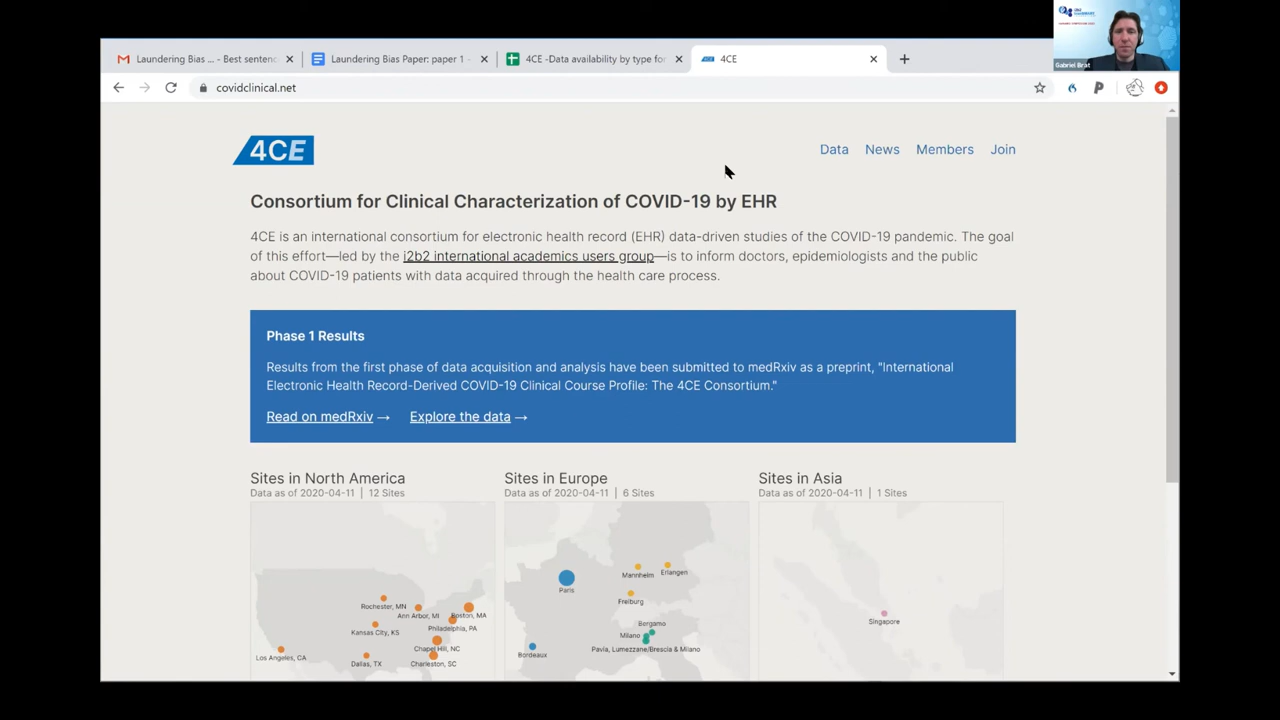 Laundering Bias ... - Best sentenc
Laundering Bias Paper: paper 1 -
4CE -Data availability by type for
4CE
covidclinical.net
Gabriel Brat
4CE
Data
News
Members
Join
Consortium for Clinical Characterization of COVID-19 by EHR
4CE is an international consortium for electronic health record (EHR) data-driven studies of the COVID-19 pandemic. The goal
of this effort—led by the i2b2 international academics users group—is to inform doctors, epidemiologists and the public
about COVID-19 patients with data acquired through the health care process.
Phase 1 Results
Results from the first phase of data acquisition and analysis have been submitted to medRxiv as a preprint, "International
Electronic Health Record-Derived COVID-19 Clinical Course Profile: The 4CE Consortium."
Read on medRxiv → Explore the data →
Sites in North America
Data as of 2020-04-11 | 12 Sites
Rochester, MN
Ann Arbor, MI
Boston, MA
Kansas City, KS
Philadelphia, PA
Chapel Hill, NC
Los Angeles, CA
Dallas, TX
Charleston, SC
Sites in Europe
Data as of 2020-04-11 | 6 Sites
Paris
Mannheim
Erlangen
Freiburg
Bergamo
Milano
Bordeaux
Pavia, Lumezzane/Brescia & Milano
Sites in Asia
Data as of 2020-04-11 | 1 Sites
Singapore